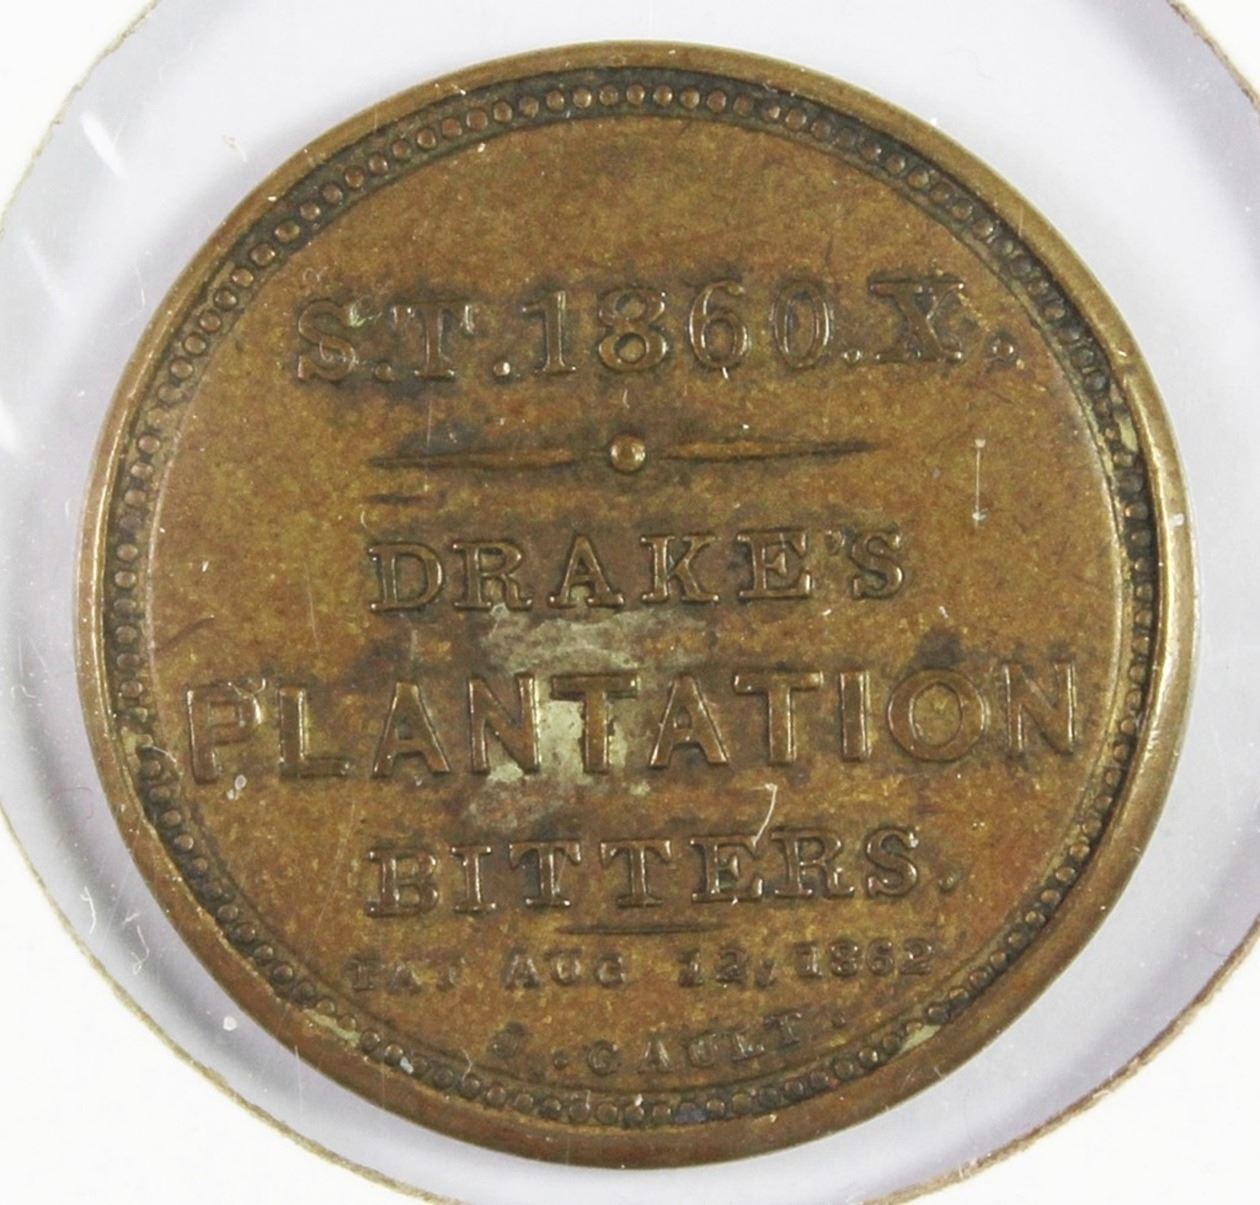 S.T.1860.X.
DRAKE'S
PLANTATION
BITTERS.
PAT AUG 12, 1862
J.GAULT.